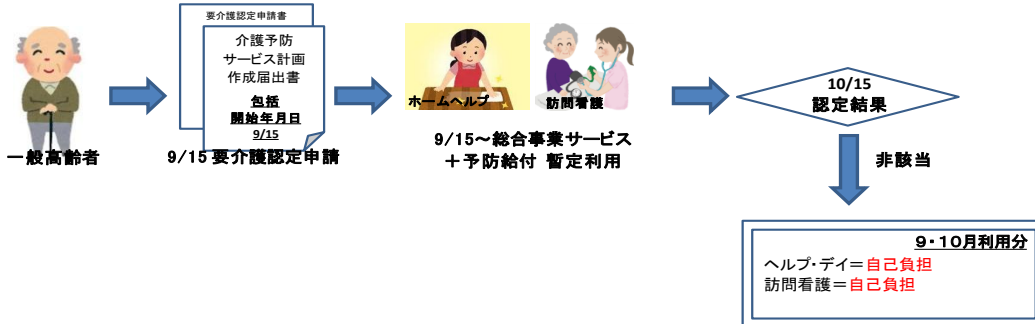 一般高齢者
要介護認定申請書
介護予防
サービス計画
作成届出書
包括
開始年月日
9/15
9/15 要介護認定申請
ホームヘルプ
訪問看護
9/15～総合事業サービス
＋予防給付 暫定利用
10/15
認定結果
非該当
９・１０月利用分
ヘルプ・デイ＝自己負担
訪問看護＝自己負担